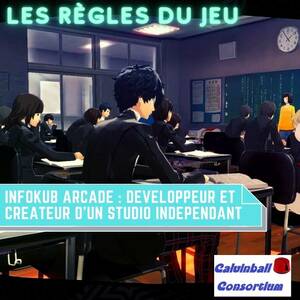 LES RÈGLES DU JEU
INFOKUB ARCADE : DEVELOPPEUR ET
CREATEUR D'UN STUDIO INDEPENDANT
Calvinball
Consortium